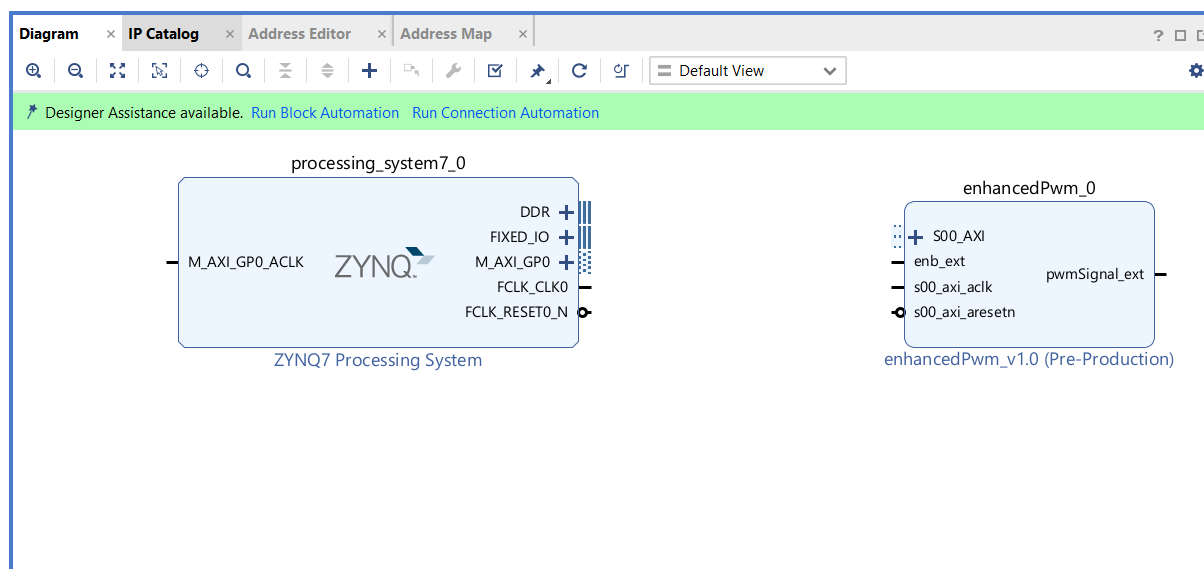 Diagram × IP Catalog × Address Editor × Address Map × ?
Default View
Designer Assistance available. Run Block Automation Run Connection Automation
processing_system7_0
DDR
FIXED_IO
M_AXI_GP0_ACLK
ZYNQ
M_AXI_GP0
FCLK_CLK0
FCLK_RESET0_N
ZYNQ7 Processing System
enhancedPwm_0
S00_AXI
enb_ext
s00_axi_aclk
pwmSignal_ext
s00_axi_aresetn
enhancedPwm_v1.0 (Pre-Production)